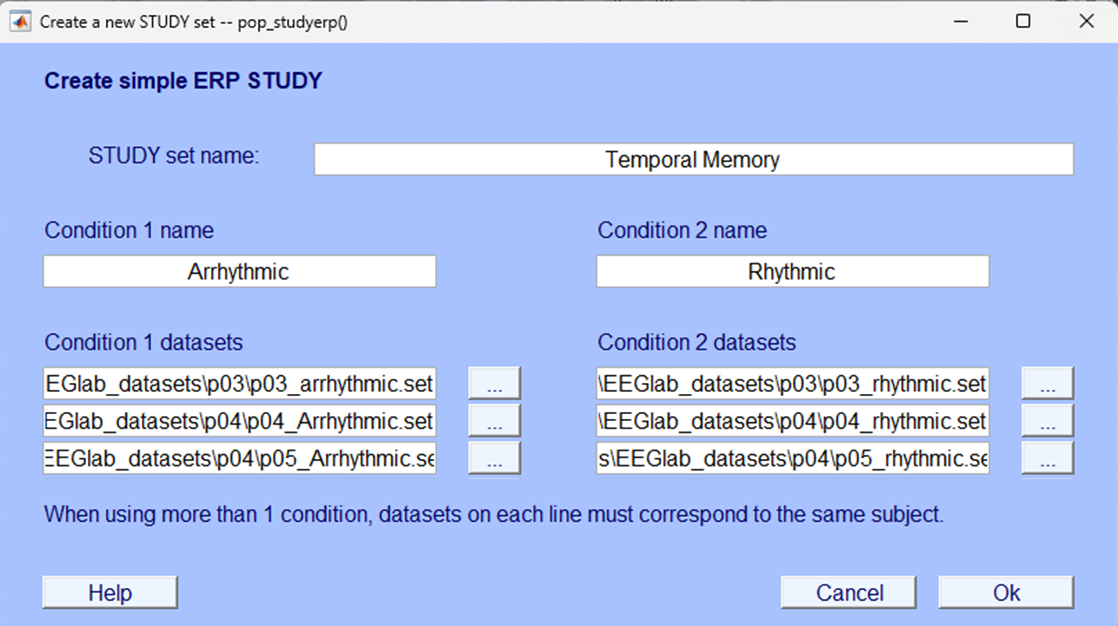 Create a new STUDY set -- pop_studyerp()
Create simple ERP STUDY
STUDY set name: Temporal Memory
Condition 1 name Condition 2 name
Arrhythmic Rhythmic
Condition 1 datasets Condition 2 datasets
EGlab_datasets\p03\p03_arrhythmic.set ... \EEGlab_datasets\p03\p03_rhythmic.set ...
EGlab_datasets\p04\p04_Arrhythmic.set ... \EEGlab_datasets\p04\p04_rhythmic.set ...
EEGlab_datasets\p04\p05_Arrhythmic.se ... s\EEGlab_datasets\p04\p05_rhythmic.se ...
When using more than 1 condition, datasets on each line must correspond to the same subject.
Help Cancel Ok